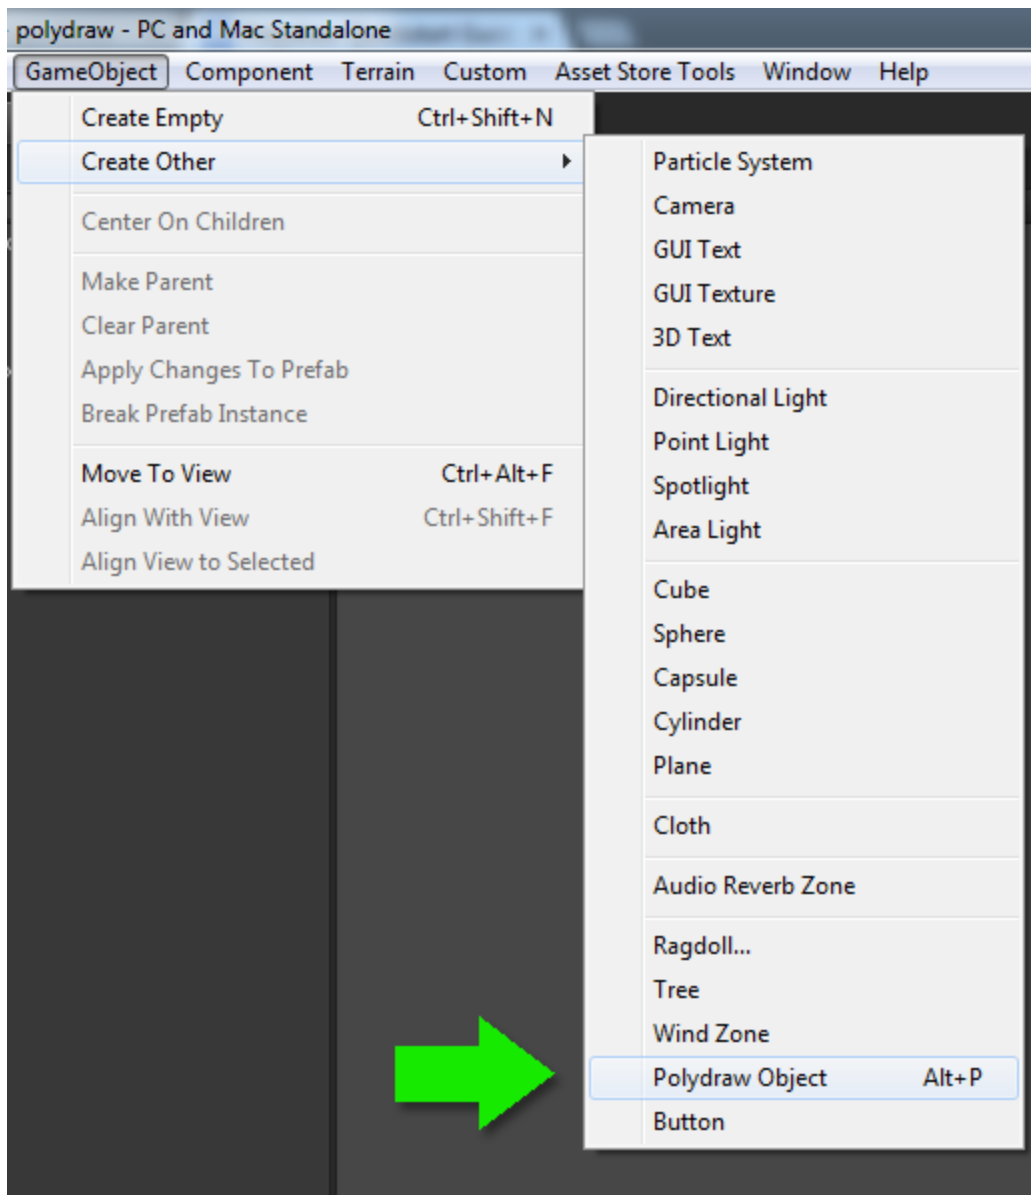 polydraw - PC and Mac Standalone
GameObject Component Terrain Custom Asset Store Tools Window Help
Create Empty Ctrl+Shift+N
Create Other
Center On Children
Make Parent
Clear Parent
Apply Changes To Prefab
Break Prefab Instance
Move To View Ctrl+Alt+F
Align With View Ctrl+Shift+F
Align View to Selected
Particle System
Camera
GUI Text
GUI Texture
3D Text
Directional Light
Point Light
Spotlight
Area Light
Cube
Sphere
Capsule
Cylinder
Plane
Cloth
Audio Reverb Zone
Ragdoll...
Tree
Wind Zone
Polydraw Object Alt+P
Button